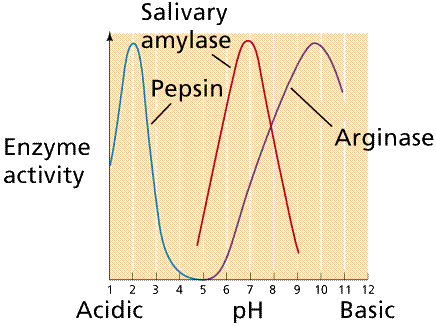 Salivary
amylase
Pepsin
Arginase
Enzyme
activity
1 2 3 4 5 6 7 8 9 10 11 12
Acidic pH Basic